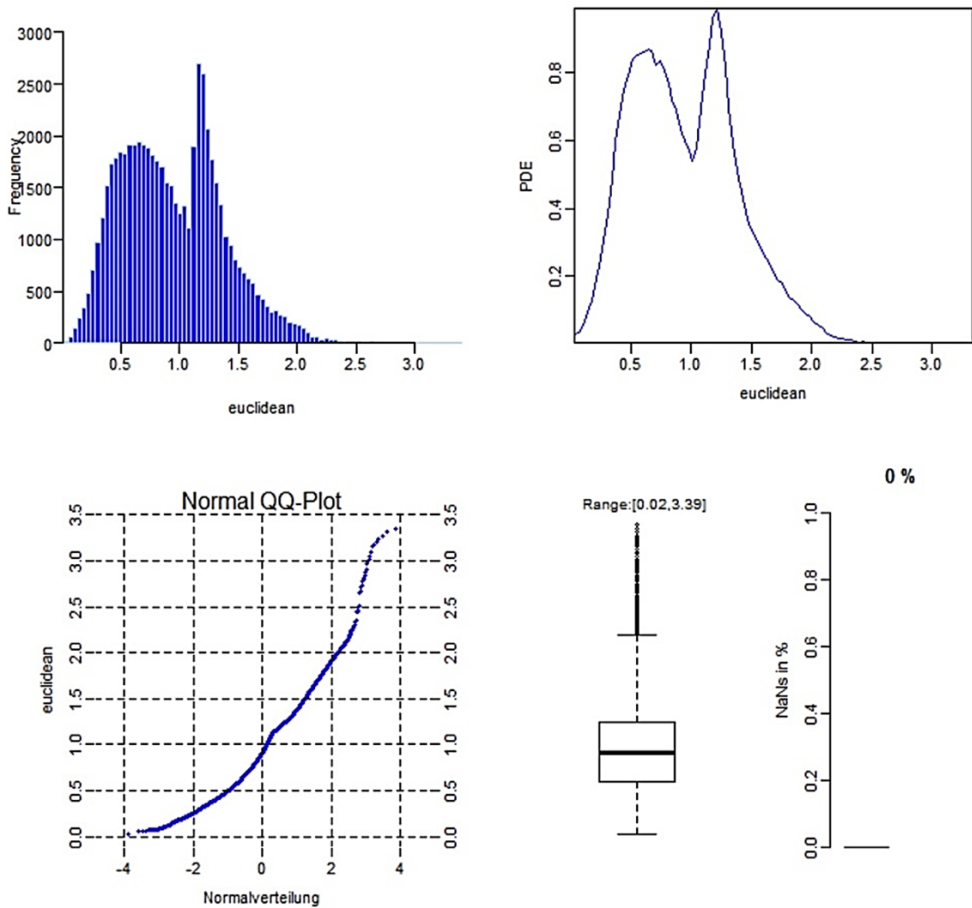 3000
2500
2000
1500
1000
500
0
Frequency
0.5 1.0 1.5 2.0 2.5 3.0
euclidean
0.8
0.6
0.4
0.2
PDE
0.5 1.0 1.5 2.0 2.5 3.0
euclidean
Normal QQ-Plot
3.5 3.5
3.0 3.0
2.5 2.5
2.0 2.0
1.5 1.5
1.0 1.0
0.5 0.5
0.0 0.0
euclidean
-4 -2 0 2 4
Normalverteilung
Range:[0.02,3.39]
0 %
1.0
0.8
0.6
0.4
0.2
0.0
NaNs in %